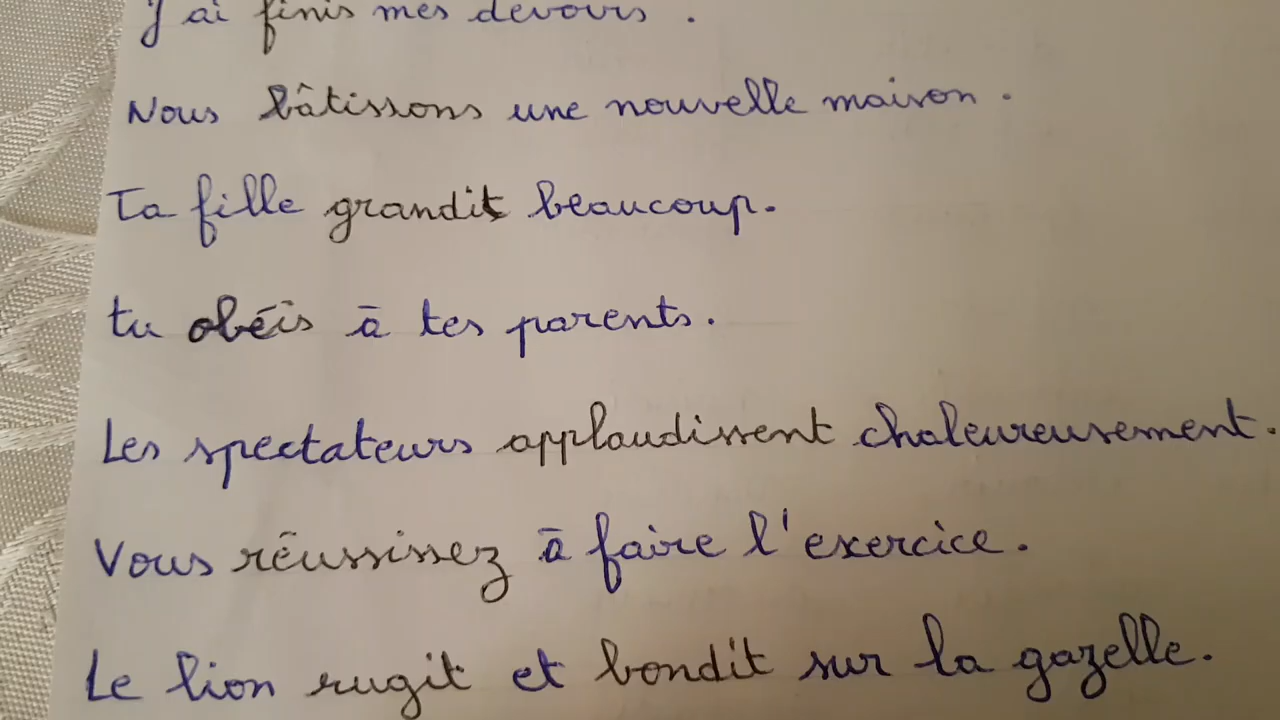 J'ai finis mes devoirs.
Nous bâtissons une nouvelle maison.
Ta fille grandit beaucoup.
tu obéis à tes parents.
Les spectateurs applaudissent chaleureusement.
Vous réussissez à faire l'exercice.
Le lion rugit et bondit sur la gazelle.